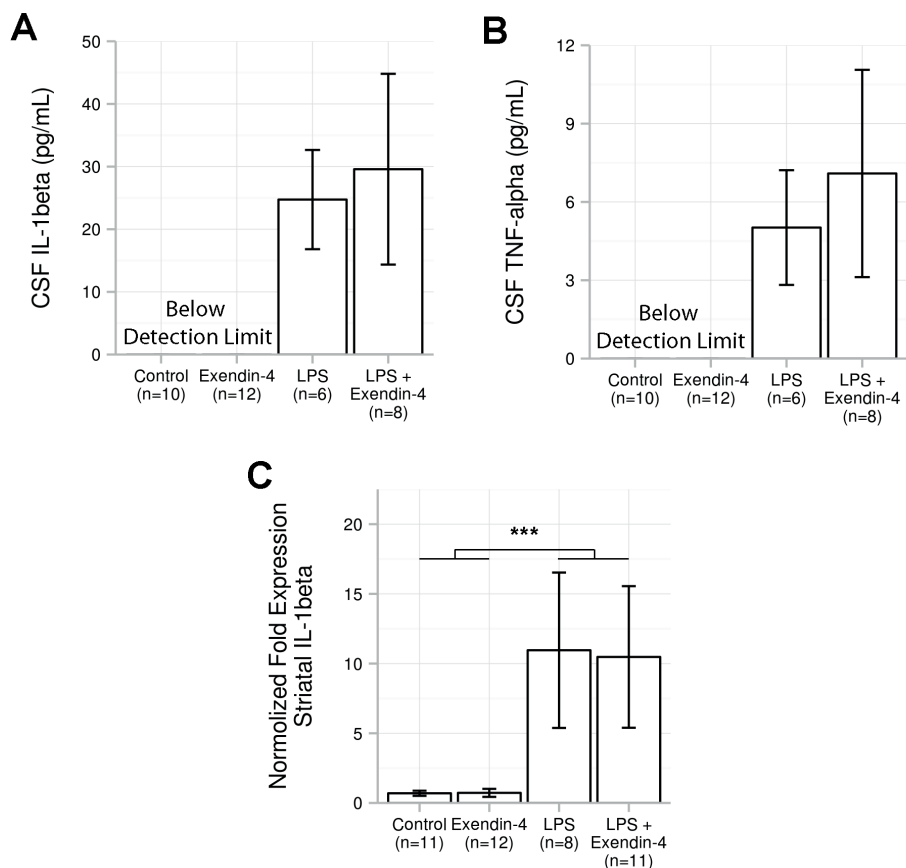 A
CSF IL-1beta (pg/mL)
50
40
30
20
10
0
Below
Detection Limit
Control
(n=10)
Exendin-4
(n=12)
LPS
(n=6)
LPS +
Exendin-4
(n=8)
B
CSF TNF-alpha (pg/mL)
12
9
6
3
0
Below
Detection Limit
Control
(n=10)
Exendin-4
(n=12)
LPS
(n=6)
LPS +
Exendin-4
(n=8)
C
Normolized Fold Expression
Striatal IL-1beta
20
15
10
5
0
***
Control
(n=11)
Exendin-4
(n=12)
LPS
(n=8)
LPS +
Exendin-4
(n=11)